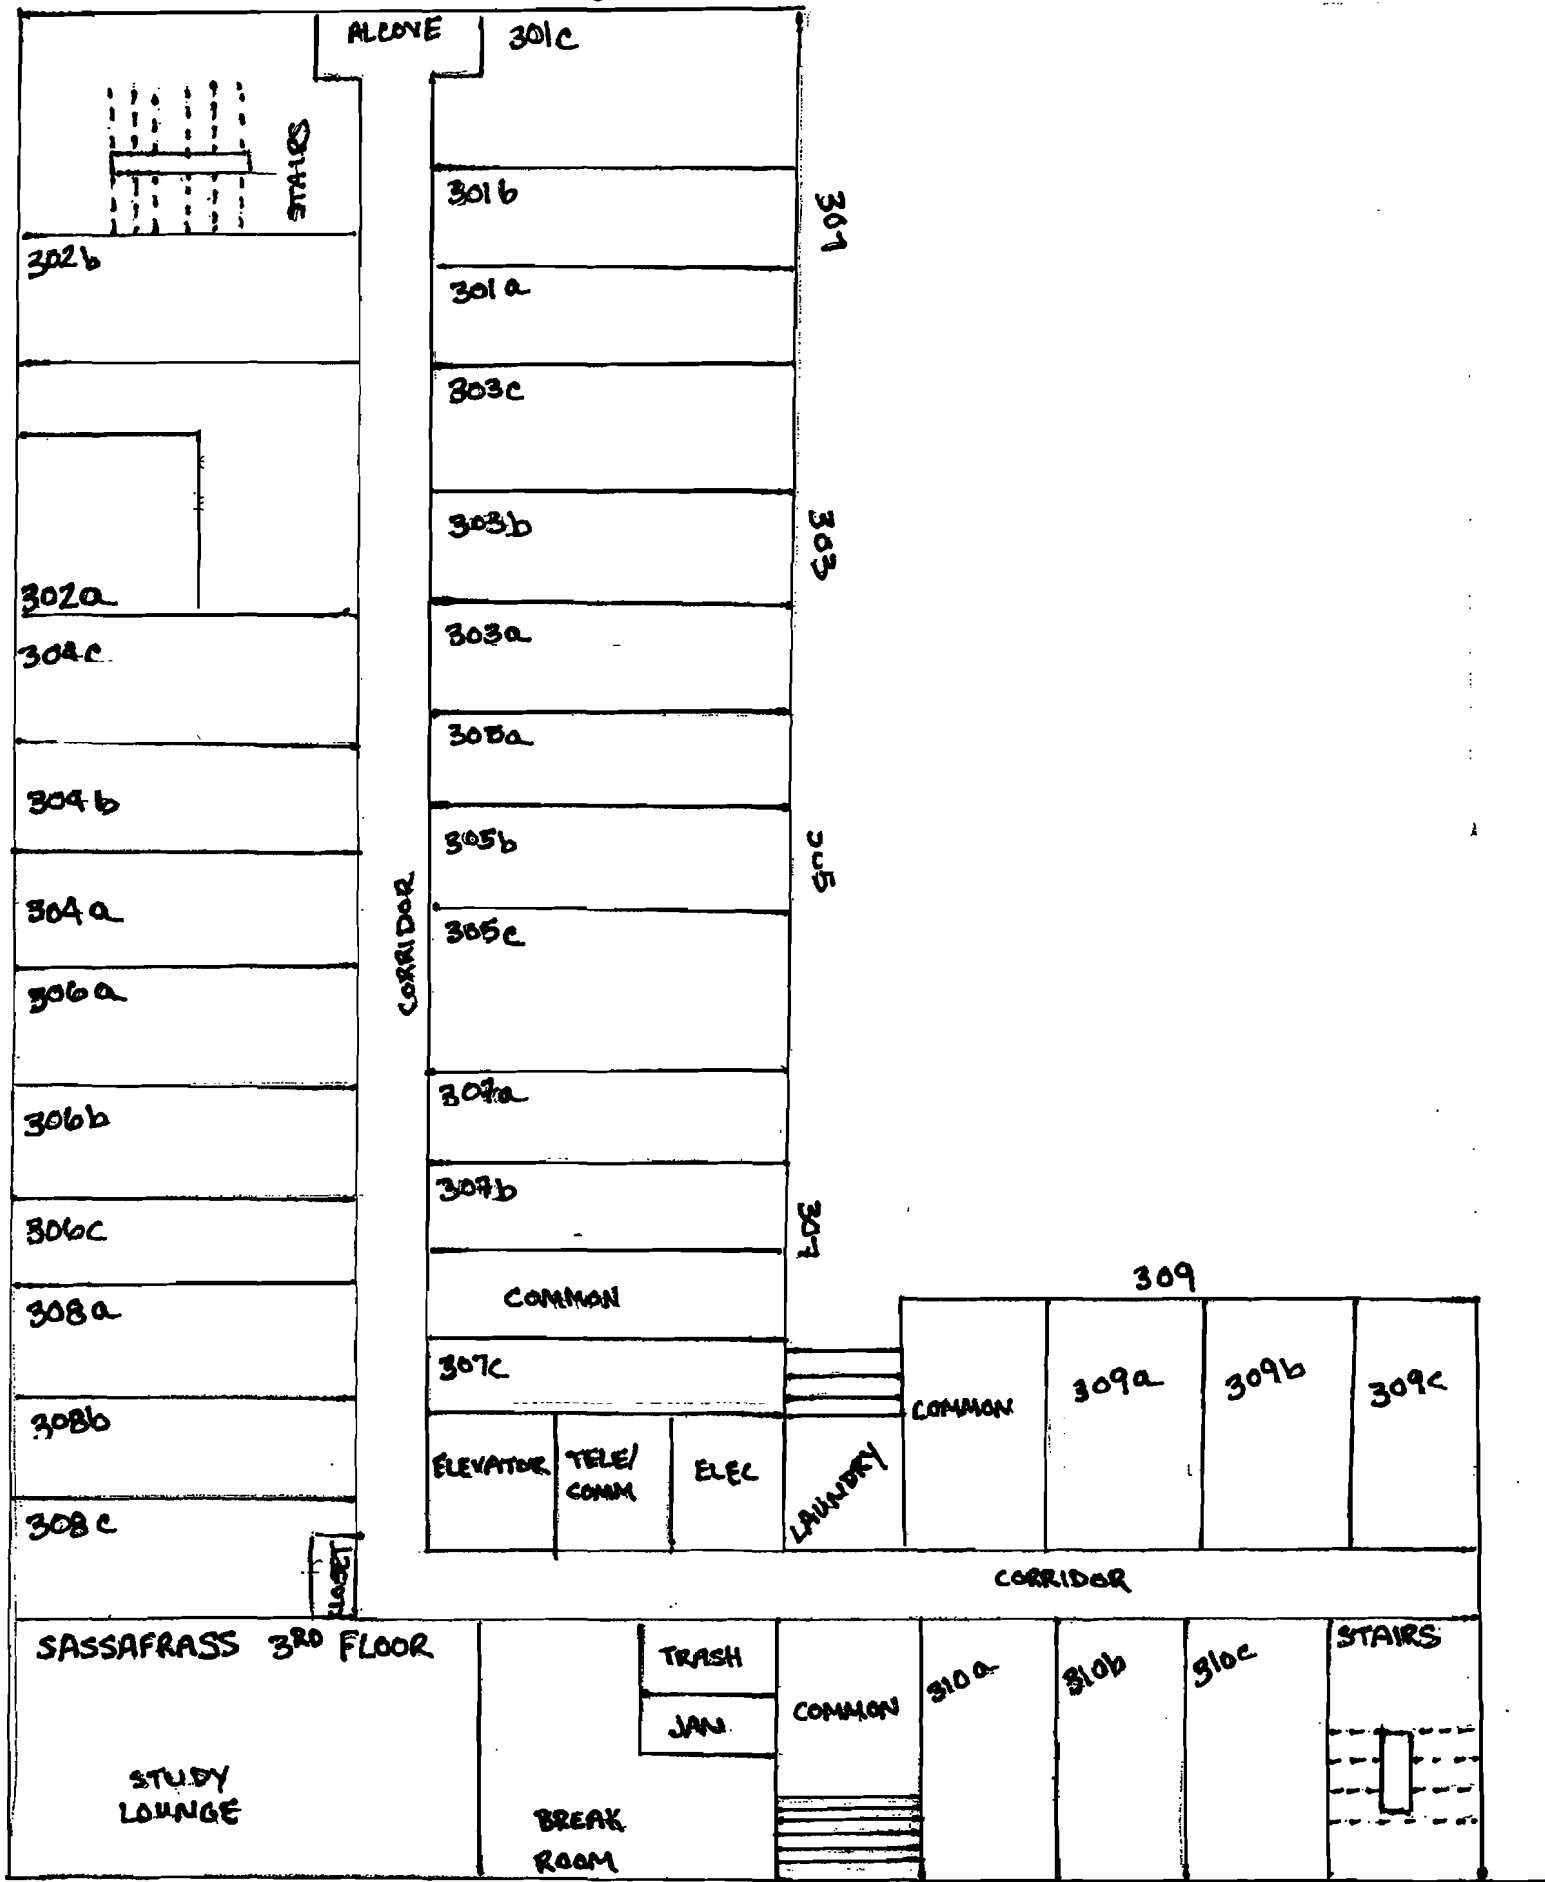 ALCOVE
301c
STAIRS
301b
301
302b
301a
303c
303b
303
302a
303a
304c
305a
304b
305b
305
304a
305c
306a
CORRIDOR
307a
306b
307b
307
306c
309
COMMON
308a
307c
309a
309b
309c
COMMON
308b
ELEVATOR
TELE/
COMM
ELEC
LAUNDRY
308c
CLOSET
CORRIDOR
SASSAFRASS 3RD FLOOR
TRASH
STAIRS
310a
310b
310c
COMMON
JAN
STUDY
LOUNGE
BREAK
ROOM